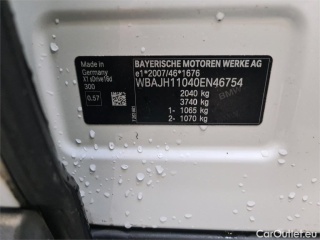 Made in
Germany
X1 sDrive18d
300
0.57
BAYERISCHE MOTOREN WERKE AG
e1*2007/46*1676
WBAJH11040EN46754
2040 kg
3740 kg
1- 1065 kg
2- 1070 kg
CarOutlet.eu